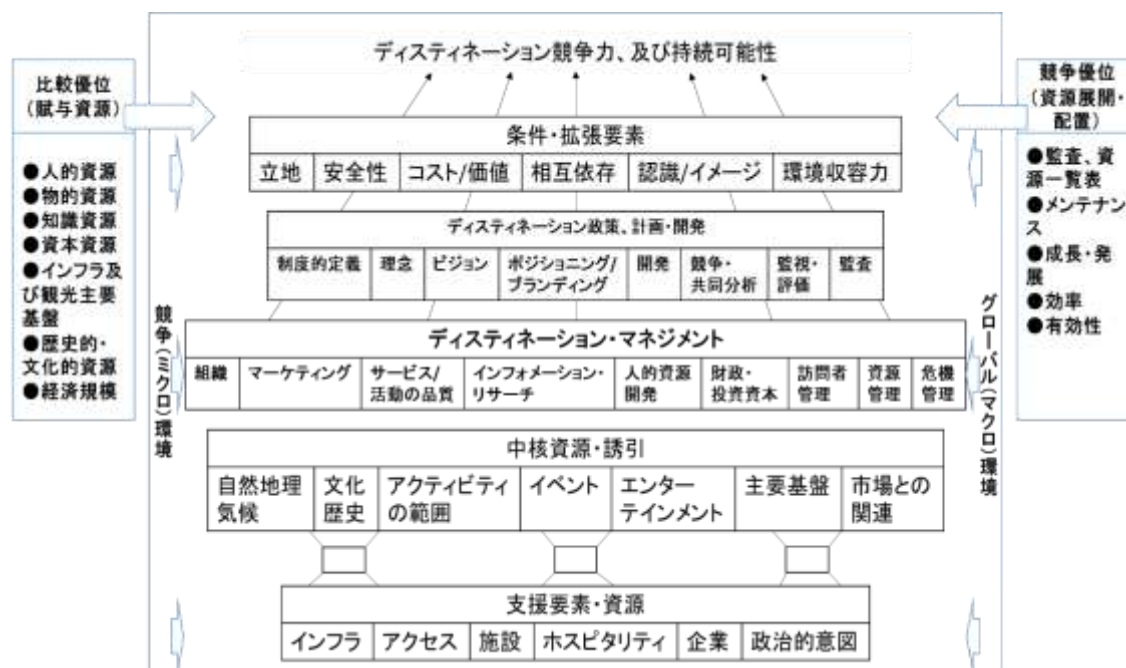 ディスティネーション競争力、及び持続可能性
比較優位
（賦与資源）
●人的資源
●物的資源
●知識資源
●資本資源
●インフラ及
び観光主要
基盤
●歴史的・
文化的資源
●経済規模
競争（ミクロ）環境
条件・拡張要素
立地 安全性 コスト/価値 相互依存 認識/イメージ 環境収容力
ディスティネーション政策、計画・開発
制度的定義 理念 ビジョン ポジショニング/ 開発 競争・ 監視・ 監査
ブランディング 共同分析 評価
ディスティネーション・マネジメント
組織 マーケティング サービス/ インフォメーション・ 人的資源 財政・ 訪問者 資源 危機
活動の品質 リサーチ 開発 投資資本 管理 管理 管理
中核資源・誘引
自然地理 文化 アクティビティ イベント エンター 主要基盤 市場との
気候 歴史 の範囲 テインメント 関連
支援要素・資源
インフラ アクセス 施設 ホスピタリティ 企業 政治的意図
競争優位
（資源展開・
配置）
●監査、資
源一覧表
●メンテナン
ス
●成長・発
展
●効率
●有効性
グローバル（マクロ）環境